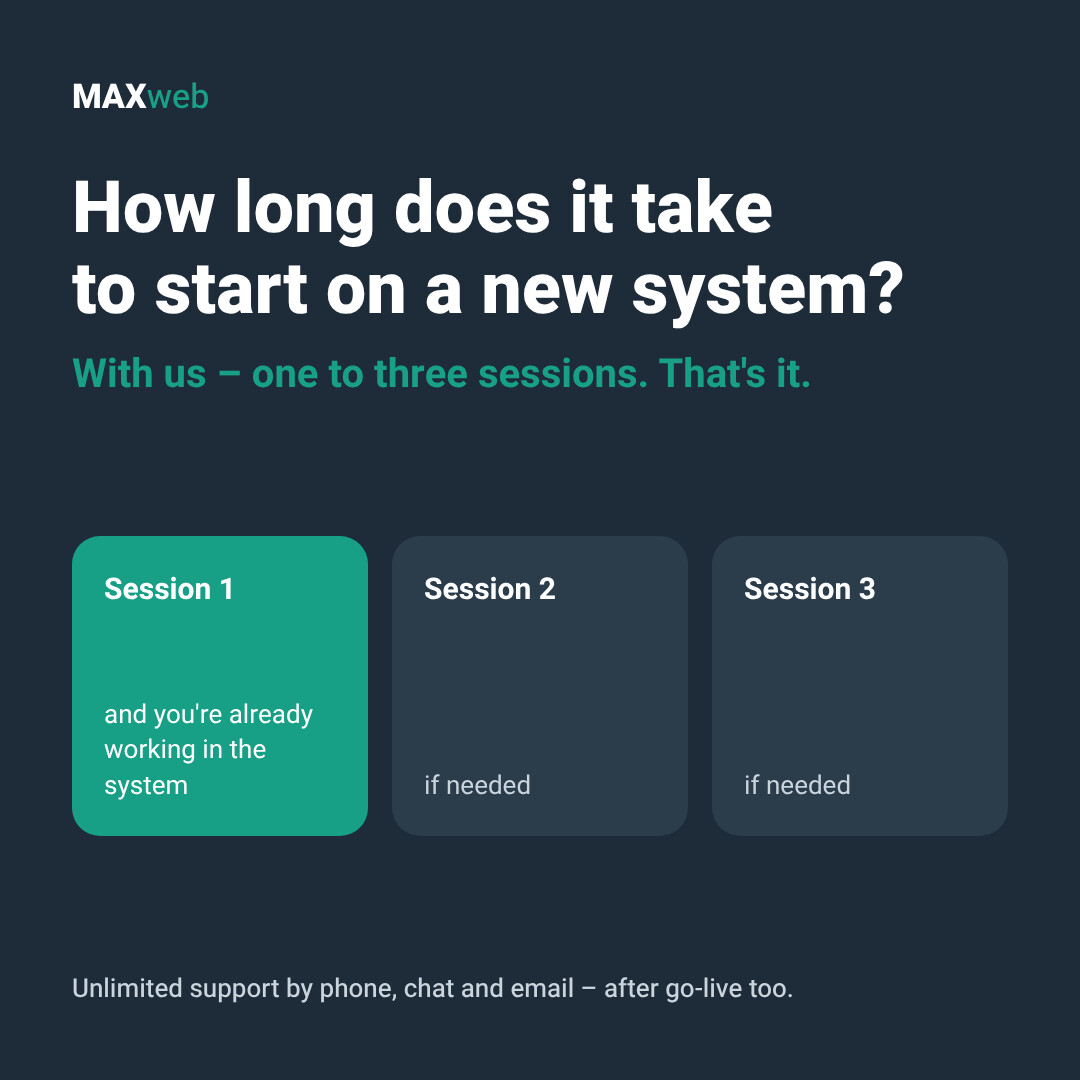 MAXweb
How long does it take
to start on a new system?
With us – one to three sessions. That's it.
Session 1
and you're already
working in the
system
Session 2
if needed
Session 3
if needed
Unlimited support by phone, chat and email – after go-live too.